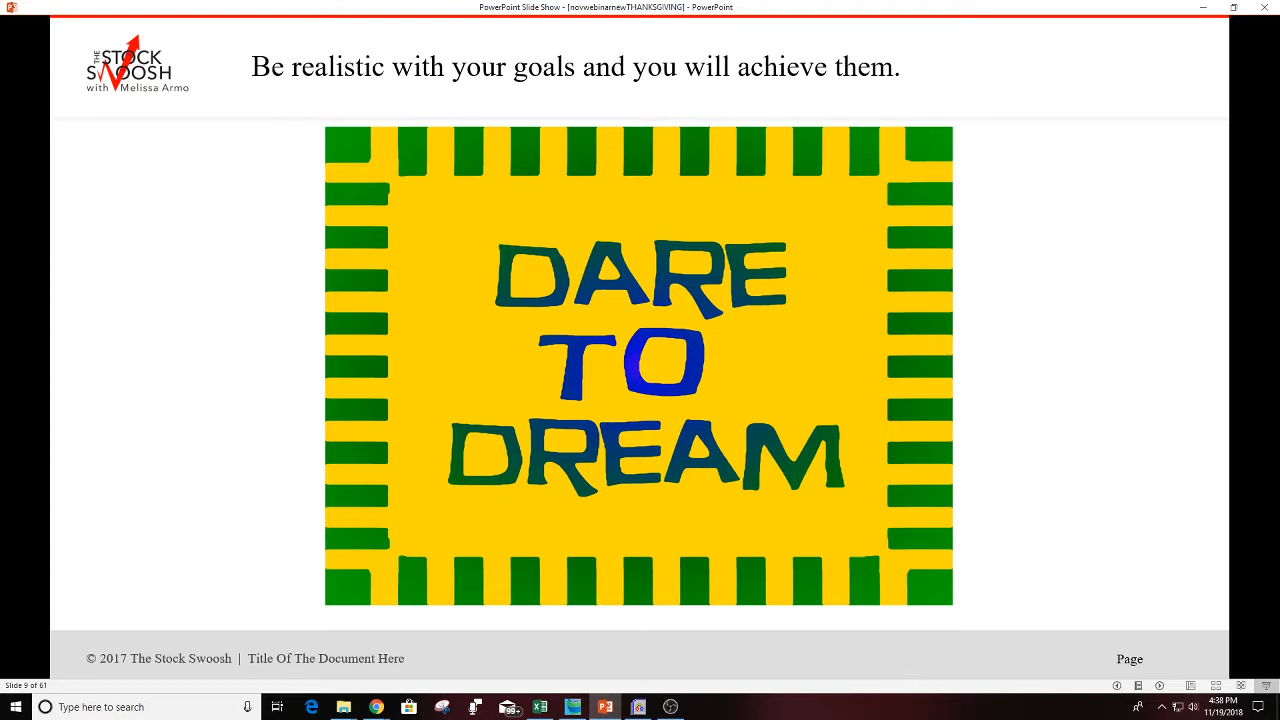 PowerPoint Slide Show - [novwebinarnewTHANKSGIVING] - PowerPoint
THE STOCK
SWOOSH
with Melissa Armo
Be realistic with your goals and you will achieve them.
DARE
TO
DREAM
© 2017 The Stock Swoosh | Title Of The Document Here
Page
Slide 9 of 61
Type here to search
99+
4:38 PM
11/19/2018